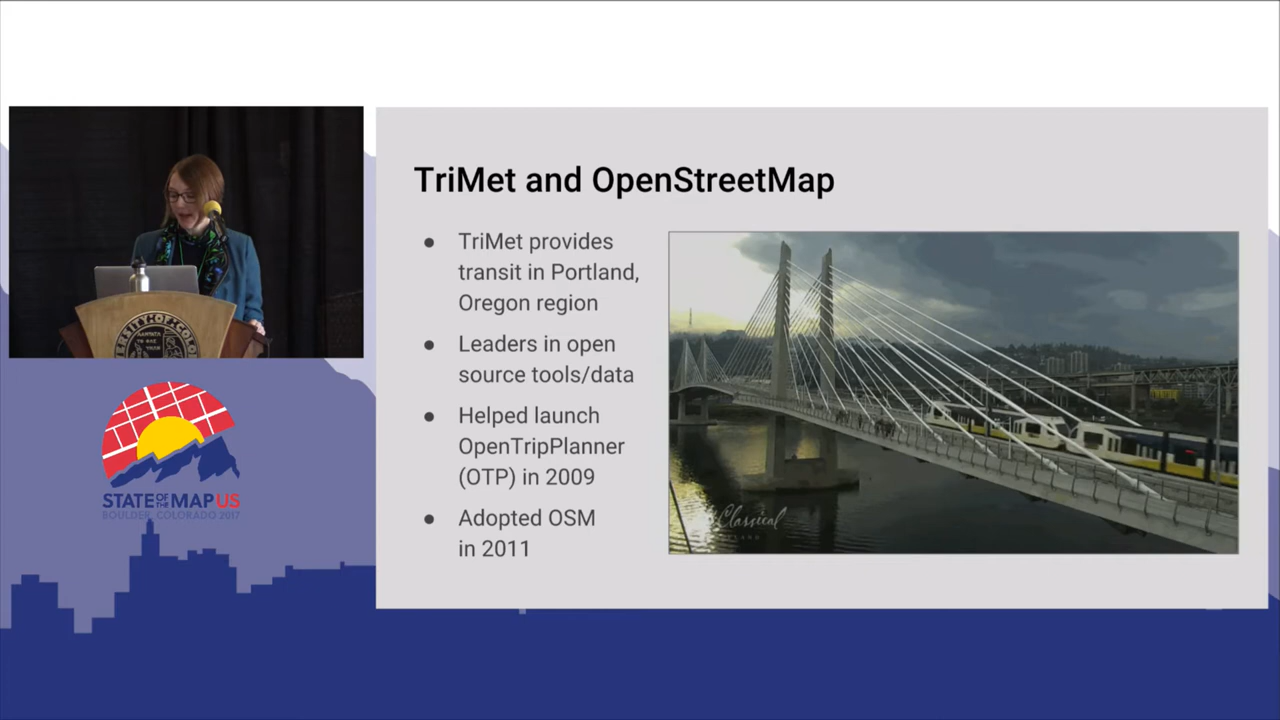 TriMet and OpenStreetMap
● TriMet provides
transit in Portland,
Oregon region
● Leaders in open
source tools/data
● Helped launch
OpenTripPlanner
(OTP) in 2009
● Adopted OSM
in 2011
Classical
STATE OF THE MAP US
BOULDER, COLORADO 2017